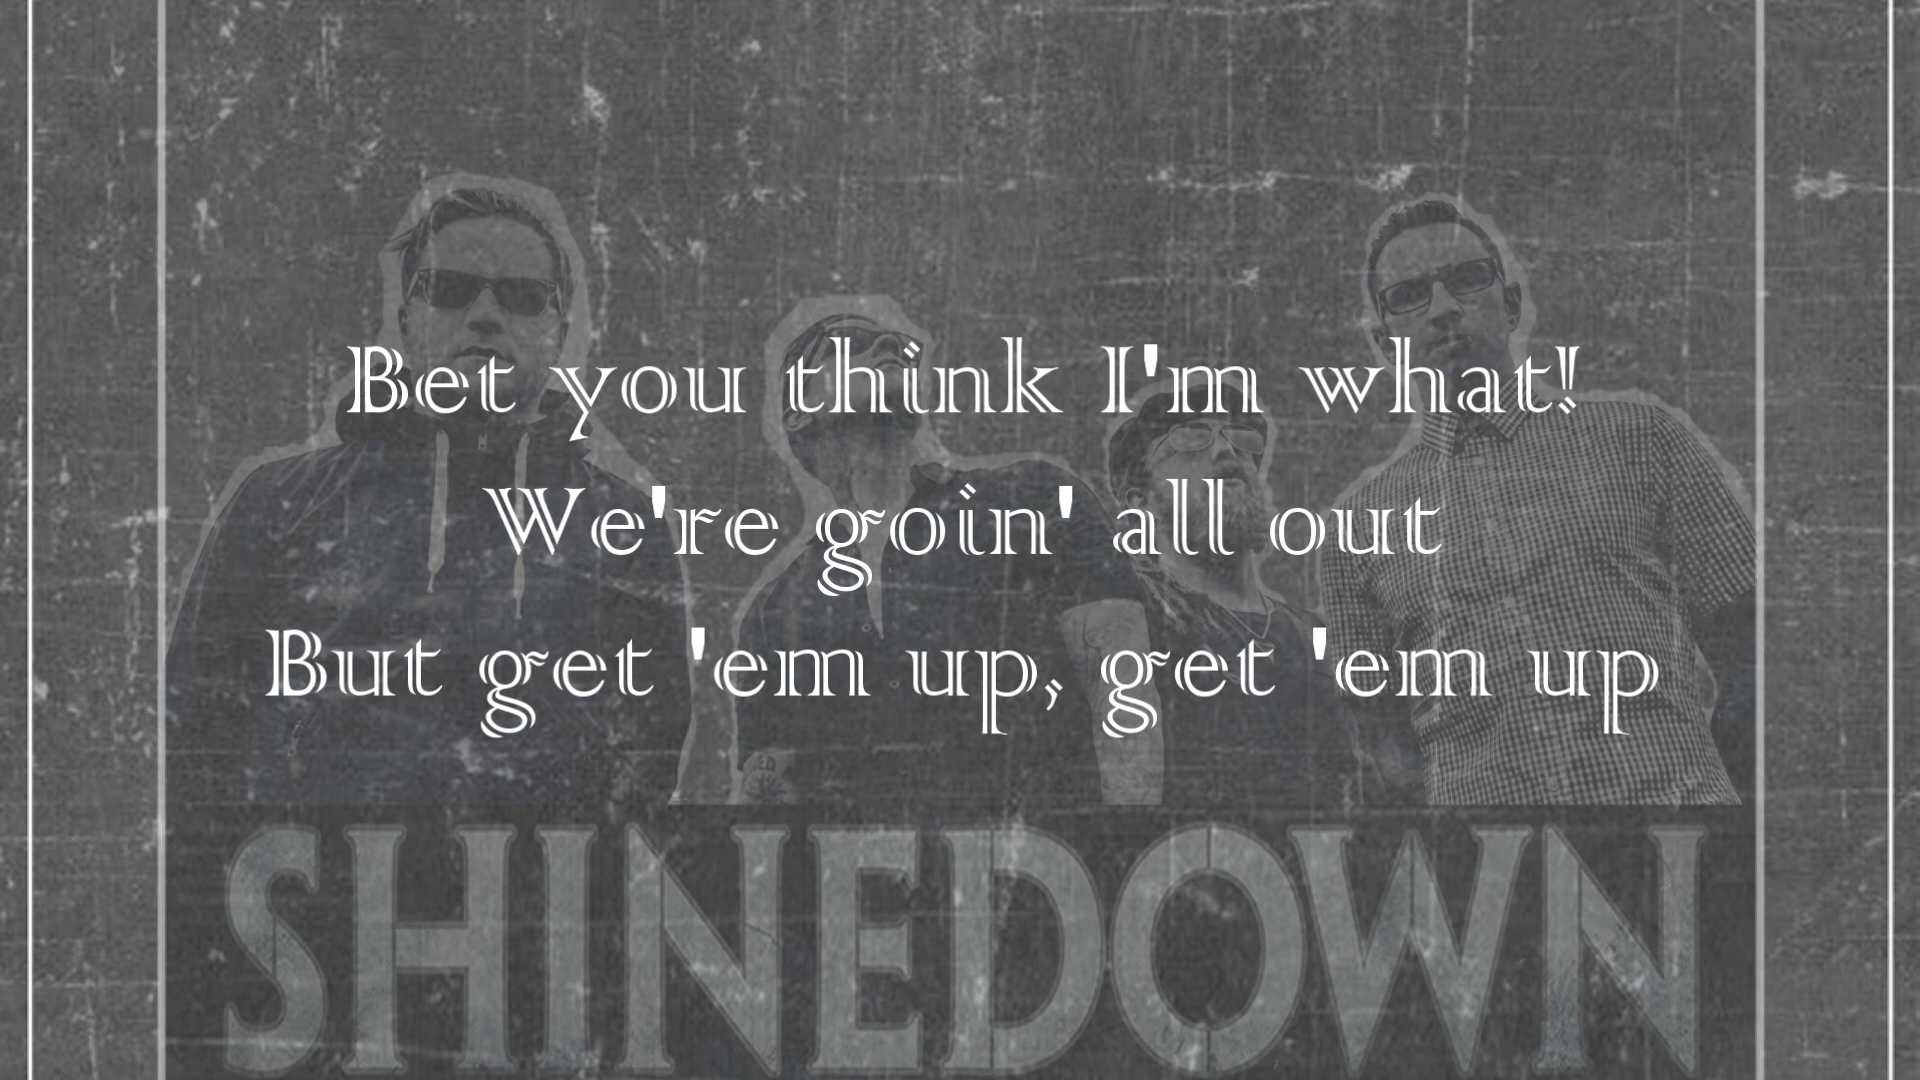 Bet you think I'm what!
We're goin' all out
But get 'em up, get 'em up
SHINEDOWN